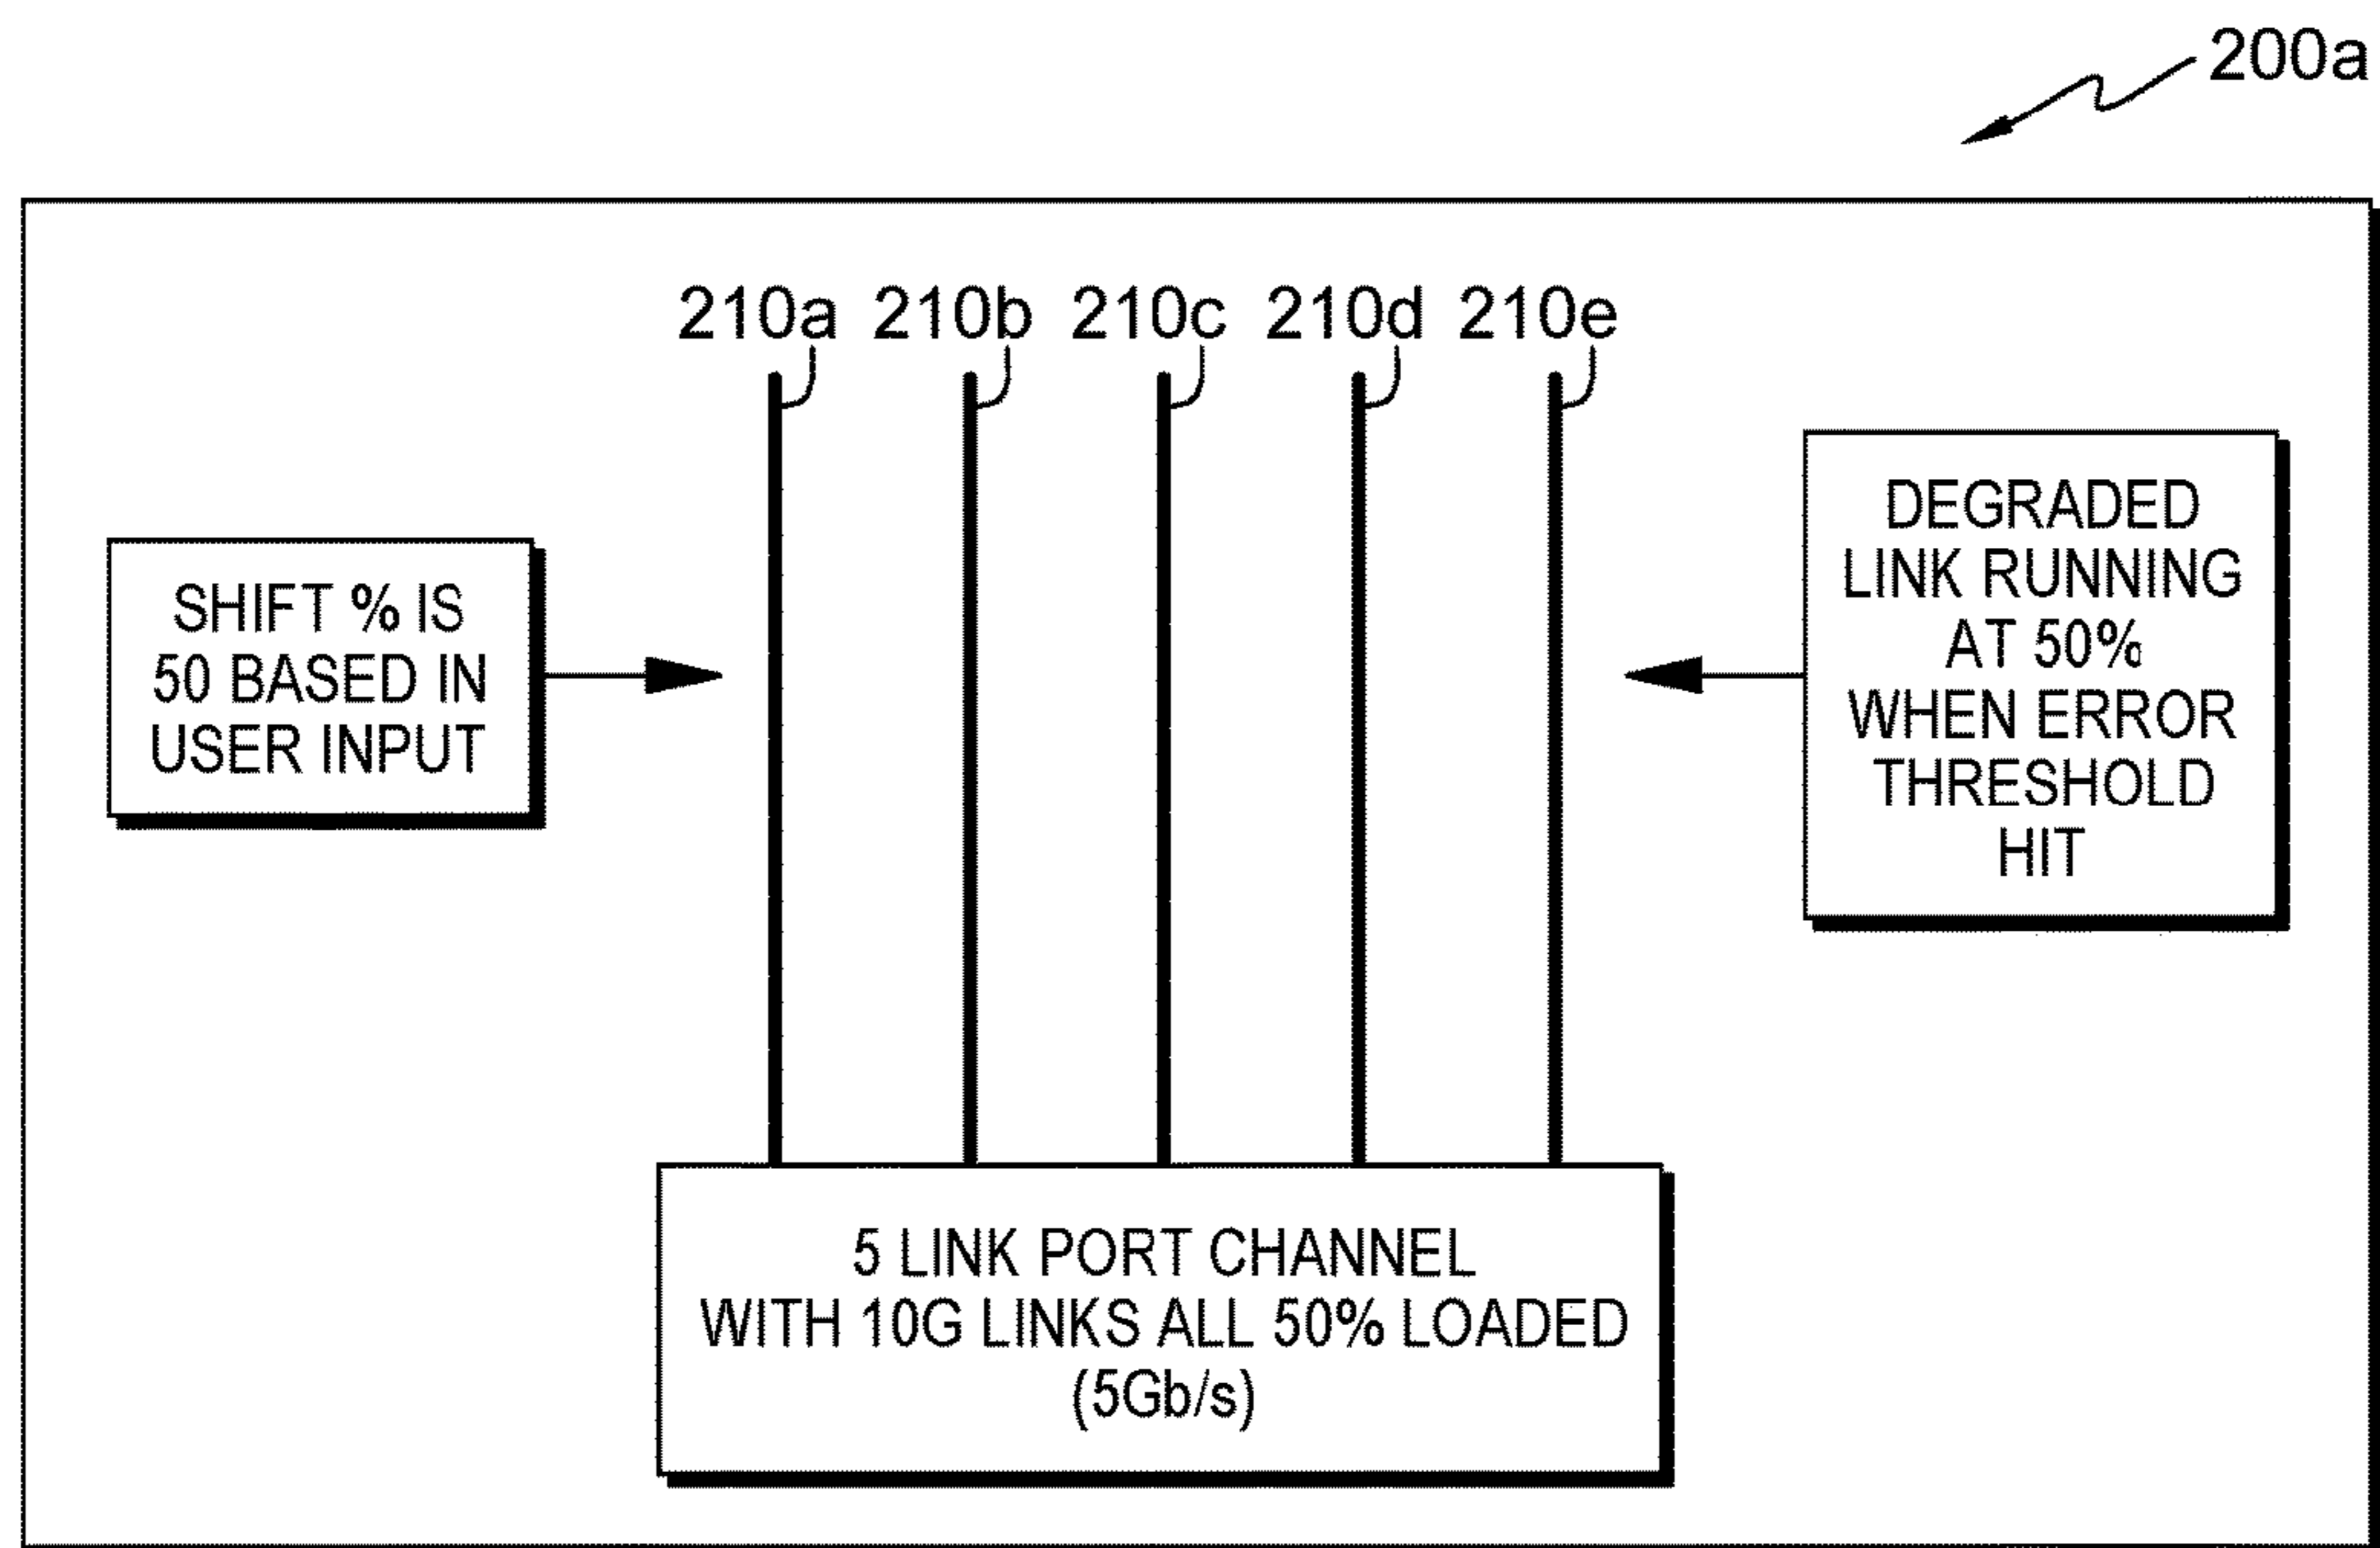 200a
210a 210b 210c 210d 210e
SHIFT % IS
50 BASED IN
USER INPUT
DEGRADED
LINK RUNNING
AT 50%
WHEN ERROR
THRESHOLD
HIT
5 LINK PORT CHANNEL
WITH 10G LINKS ALL 50% LOADED
(5Gb/s)